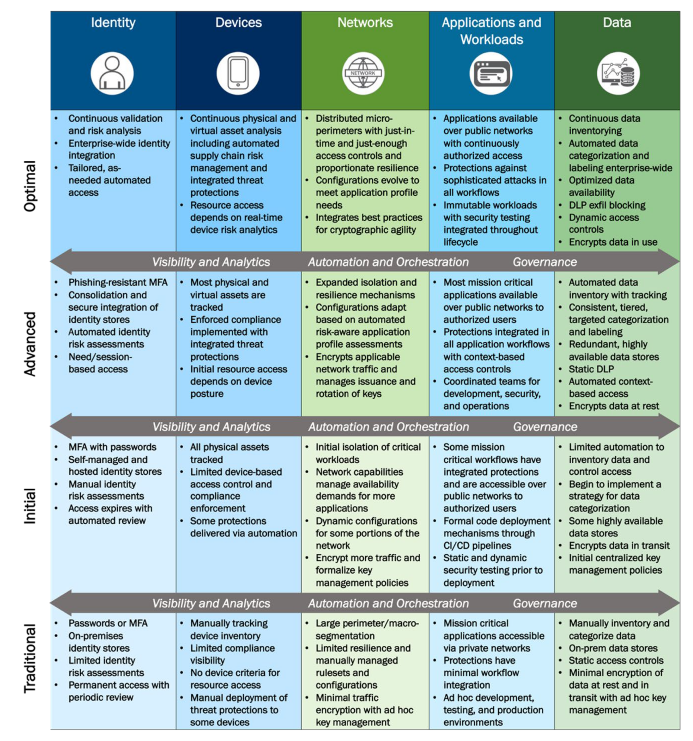 Identity
Devices
Networks
Applications and
Workloads
Data
NETWORK
Optimal
• Continuous validation
and risk analysis
• Enterprise-wide identity
integration
• Tailored, as-
needed automated
access
• Continuous physical and
virtual asset analysis
including automated
supply chain risk
management and
integrated threat
protections
• Resource access
depends on real-time
device risk analytics
• Distributed micro-
perimeters with just-in-
time and just-enough
access controls and
proportionate resilience
• Configurations evolve to
meet application profile
needs
• Integrates best practices
for cryptographic agility
• Applications available
over public networks
with continuously
authorized access
• Protections against
sophisticated attacks in
all workflows
• Immutable workloads
with security testing
integrated throughout
lifecycle
• Continuous data
inventorying
• Automated data
categorization and
labeling enterprise-wide
• Optimized data
availability
• DLP exfil blocking
• Dynamic access
controls
• Encrypts data in use
Visibility and Analytics Automation and Orchestration Governance
Advanced
• Phishing-resistant MFA
• Consolidation and
secure integration of
identity stores
• Automated identity
risk assessments
• Need/session-
based access
• Most physical and
virtual assets are
tracked
• Enforced compliance
implemented with
integrated threat
protections
• Initial resource access
depends on device
posture
• Expanded isolation and
resilience mechanisms
• Configurations adapt
based on automated
risk-aware application
profile assessments
• Encrypts applicable
network traffic and
manages issuance and
rotation of keys
• Most mission critical
applications available
over public networks to
authorized users
• Protections integrated in
all application workflows
with context-based
access controls
• Coordinated teams for
development, security,
and operations
• Automated data
inventory with tracking
• Consistent, tiered,
targeted categorization
and labeling
• Redundant, highly
available data stores
• Static DLP
• Automated context-
based access
• Encrypts data at rest
Visibility and Analytics Automation and Orchestration Governance
Initial
• MFA with passwords
• Self-managed and
hosted identity stores
• Manual identity
risk assessments
• Access expires with
automated review
• All physical assets
tracked
• Limited device-based
access control and
compliance
enforcement
• Some protections
delivered via automation
• Initial isolation of critical
workloads
• Network capabilities
manage availability
demands for more
applications
• Dynamic configurations
for some portions of the
network
• Encrypt more traffic and
formalize key
management policies
• Some mission
critical workflows have
integrated protections
and are accessible over
public networks to
authorized users
• Formal code deployment
mechanisms through
CI/CD pipelines
• Static and dynamic
security testing prior to
deployment
• Limited automation to
inventory data and
control access
• Begin to implement a
strategy for data
categorization
• Some highly available
data stores
• Encrypts data in transit
• Initial centralized key
management policies
Visibility and Analytics Automation and Orchestration Governance
Traditional
• Passwords or MFA
• On-premises
identity stores
• Limited identity
risk assessments
• Permanent access with
periodic review
• Manually tracking
device inventory
• Limited compliance
visibility
• No device criteria for
resource access
• Manual deployment of
threat protections to
some devices
• Large perimeter/macro-
segmentation
• Limited resilience and
manually managed
rulesets and
configurations
• Minimal traffic
encryption with ad hoc
key management
• Mission critical
applications accessible
via private networks
• Protections have
minimal workflow
integration
• Ad hoc development,
testing, and production
environments
• Manually inventory and
categorize data
• On-prem data stores
• Static access controls
• Minimal encryption of
data at rest and in
transit with ad hoc key
management